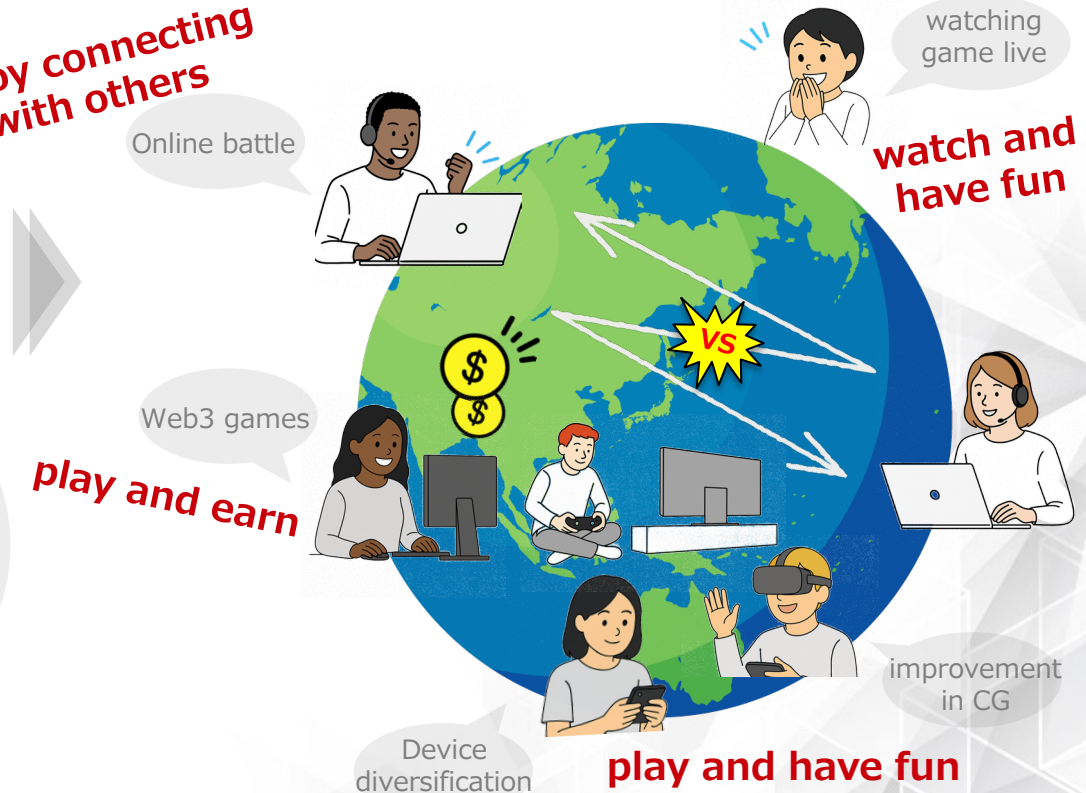 by connecting
with others
Online battle
watching
game live
watch and
have fun
VS
$
$
Web3 games
play and earn
improvement
in CG
Device
diversification
play and have fun